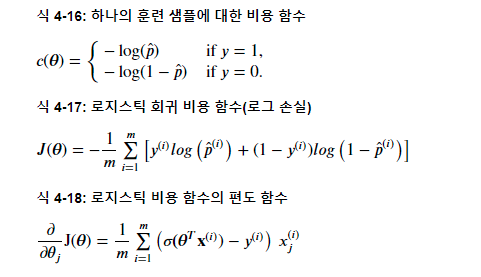 식 4-16: 하나의 훈련 샘플에 대한 비용 함수
c(θ) = { − log(p̂) if y = 1,
− log(1 − p̂) if y = 0.
식 4-17: 로지스틱 회귀 비용 함수(로그 손실)
J(θ) = − 1/m ∑_{i=1}^{m} [y^{(i)} log (p̂^{(i)}) + (1 − y^{(i)}) log (1 − p̂^{(i)})]
식 4-18: 로지스틱 비용 함수의 편도 함수
∂/∂θ_j J(θ) = 1/m ∑_{i=1}^{m} (σ(θ^T x^{(i)}) − y^{(i)}) x_j^{(i)}